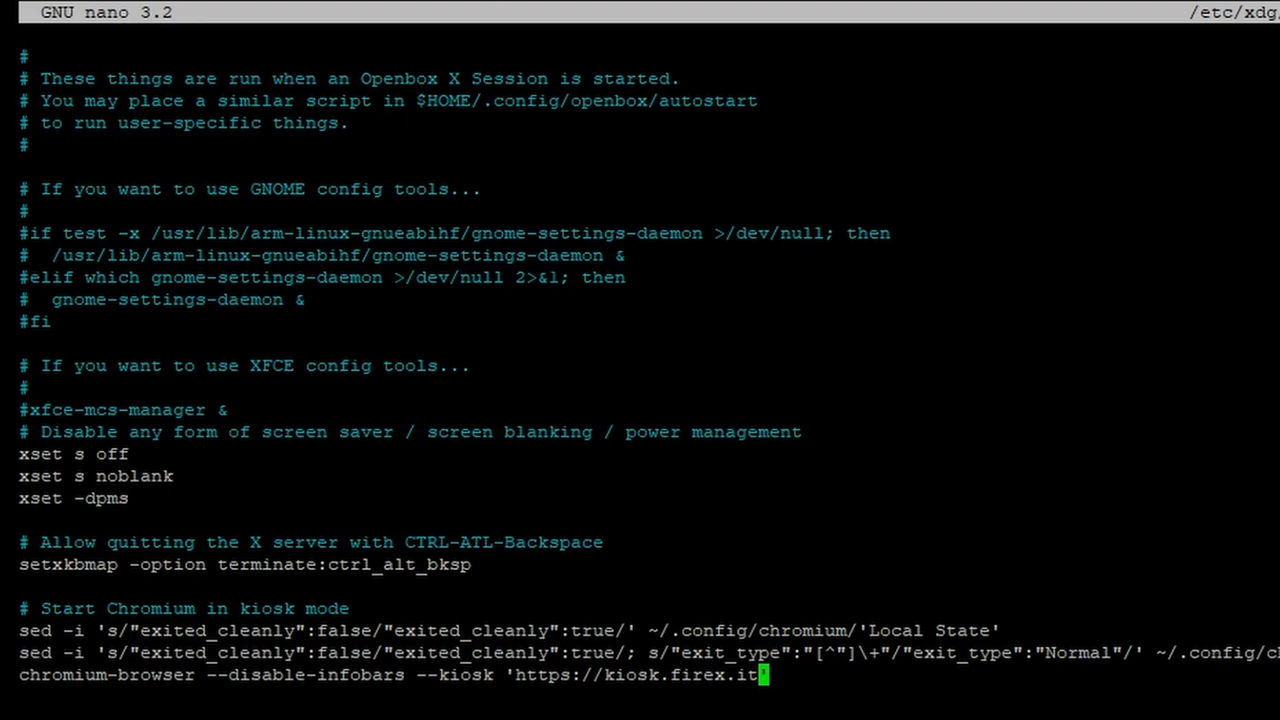 GNU nano 3.2 /etc/xdg
#
# These things are run when an Openbox X Session is started.
# You may place a similar script in $HOME/.config/openbox/autostart
# to run user-specific things.
#
# If you want to use GNOME config tools...
#
#if test -x /usr/lib/arm-linux-gnueabihf/gnome-settings-daemon >/dev/null; then
#  /usr/lib/arm-linux-gnueabihf/gnome-settings-daemon &
#elif which gnome-settings-daemon >/dev/null 2>&1; then
#  gnome-settings-daemon &
#fi
# If you want to use XFCE config tools...
#
#xfce-mcs-manager &
# Disable any form of screen saver / screen blanking / power management
xset s off
xset s noblank
xset -dpms
# Allow quitting the X server with CTRL-ATL-Backspace
setxkbmap -option terminate:ctrl_alt_bksp
# Start Chromium in kiosk mode
sed -i 's/"exited_cleanly":false/"exited_cleanly":true/' ~/.config/chromium/'Local State'
sed -i 's/"exited_cleanly":false/"exited_cleanly":true/; s/"exit_type":"[^"]\+"/"exit_type":"Normal"/' ~/.config/ch
chromium-browser --disable-infobars --kiosk 'https://kiosk.firex.it'